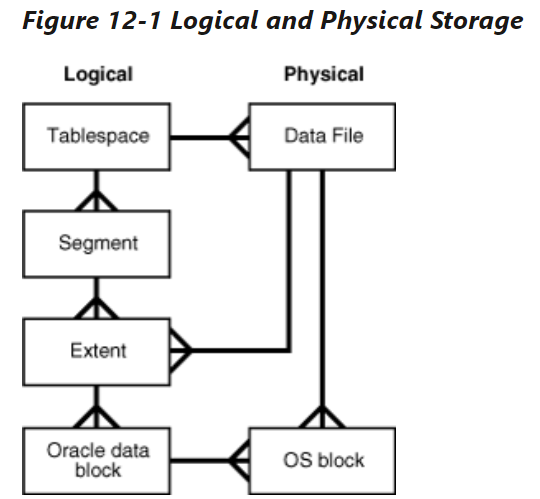 Figure 12-1 Logical and Physical Storage
Logical
Physical
Tablespace
Data File
Segment
Extent
Oracle data
block
OS block